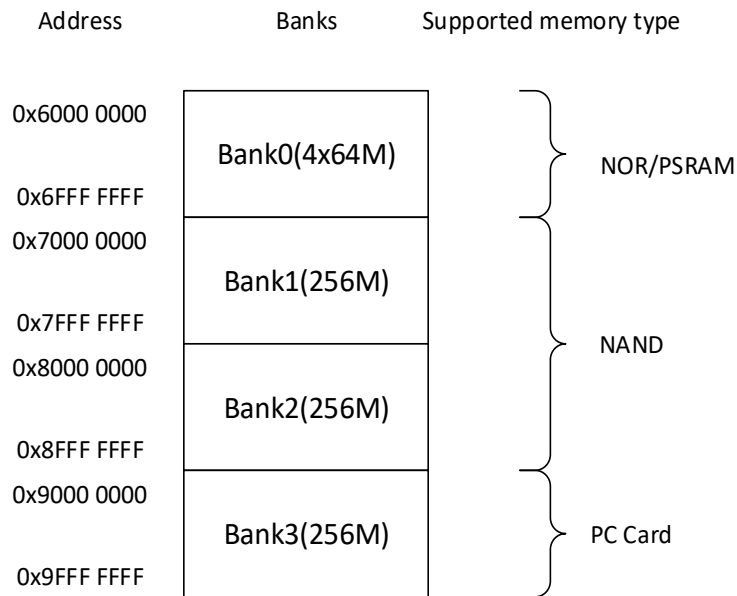 Address Banks Supported memory type
0x6000 0000
Bank0(4x64M)
NOR/PSRAM
0x6FFF FFFF
0x7000 0000
Bank1(256M)
0x7FFF FFFF
NAND
0x8000 0000
Bank2(256M)
0x8FFF FFFF
0x9000 0000
Bank3(256M)
PC Card
0x9FFF FFFF